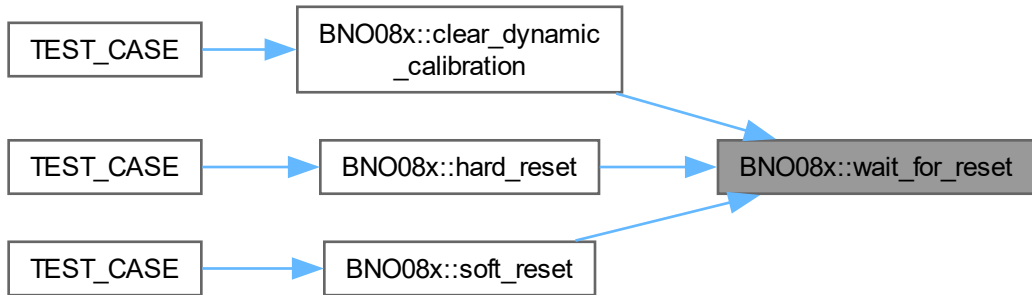 TEST_CASE
BNO08x::clear_dynamic
_calibration
TEST_CASE
BNO08x::hard_reset
BNO08x::wait_for_reset
TEST_CASE
BNO08x::soft_reset